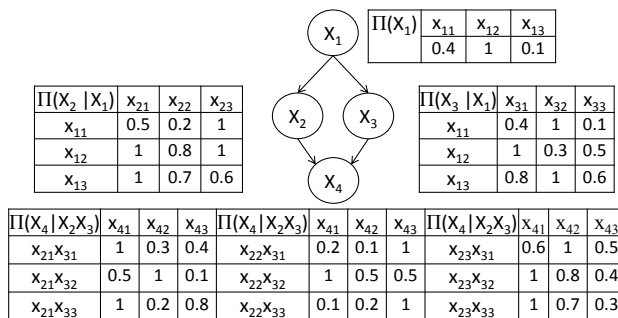 X1
Π(X1) x11 x12 x13
0.4 1 0.1
Π(X2 |X1) x21 x22 x23
x11 0.5 0.2 1
x12 1 0.8 1
x13 1 0.7 0.6
X2 X3
X4
Π(X3 |X1) x31 x32 x33
x11 0.4 1 0.1
x12 1 0.3 0.5
x13 0.8 1 0.6
Π(X4|X2X3) x41 x42 x43 Π(X4|X2X3) x41 x42 x43 Π(X4|X2X3) x41 x42 x43
x21x31 1 0.3 0.4 x22x31 0.2 0.1 1 x23x31 0.6 1 0.5
x21x32 0.5 1 0.1 x22x32 1 0.5 0.5 x23x32 1 0.8 0.4
x21x33 1 0.2 0.8 x22x33 0.1 0.2 1 x23x33 1 0.7 0.3